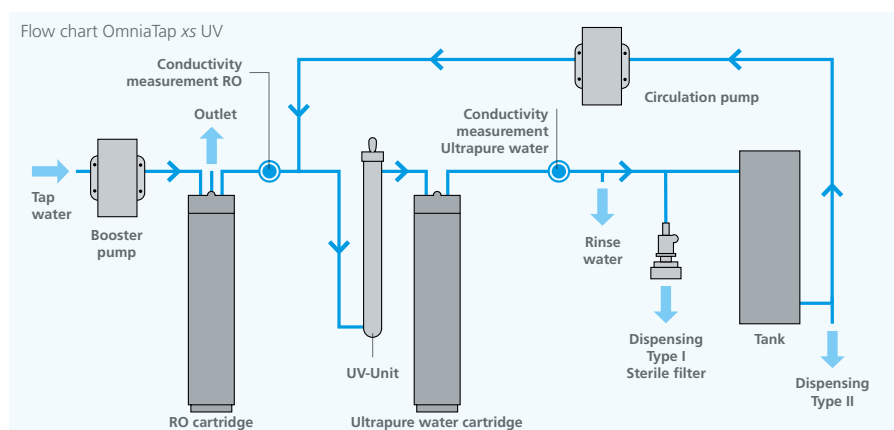 Flow chart OmniaTap xs UV
Conductivity
measurement RO
Outlet
Circulation pump
Conductivity
measurement
Ultrapure water
Tap
water
Booster
pump
Rinse
water
UV-Unit
Dispensing
Type I
Sterile filter
Tank
Dispensing
Type II
RO cartridge
Ultrapure water cartridge